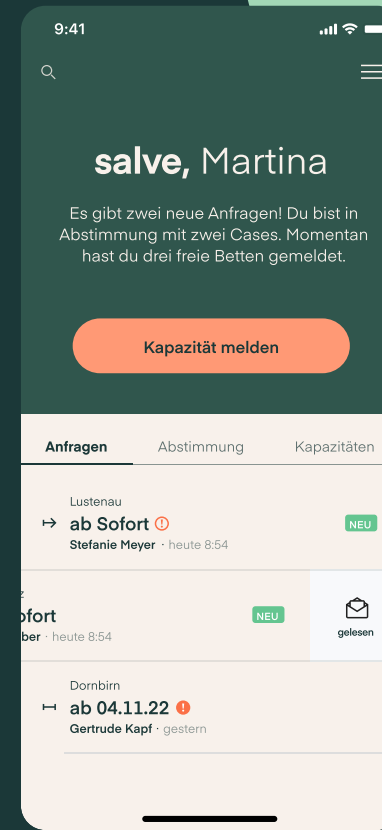 9:41
salve, Martina
Es gibt zwei neue Anfragen! Du bist in
Abstimmung mit zwei Cases. Momentan
hast du drei freie Betten gemeldet.
Kapazität melden
Anfragen Abstimmung Kapazitäten
Lustenau
ab Sofort
NEU
Stefanie Meyer · heute 8:54
z
ofort
NEU
ber · heute 8:54
gelesen
Dornbirn
ab 04.11.22
Gertrude Kapf · gestern